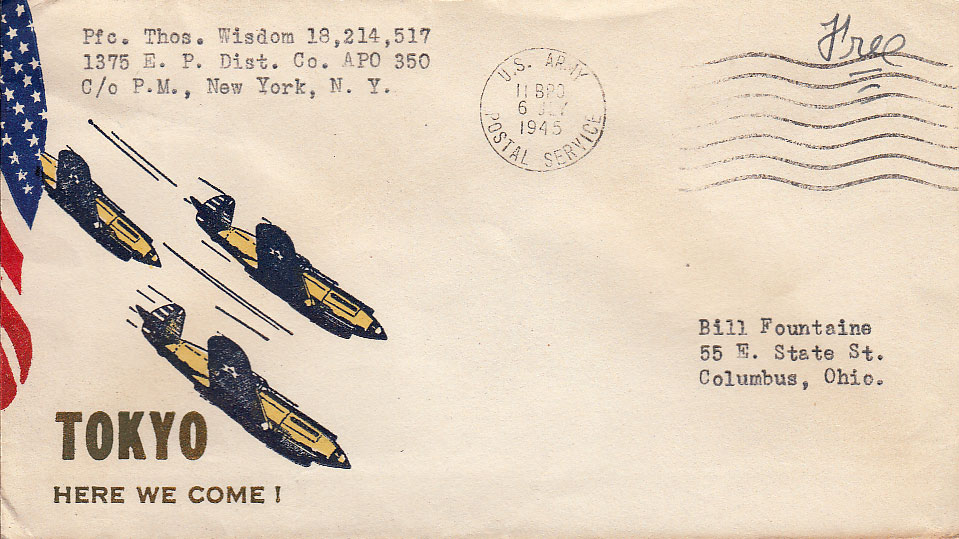 Pfc. Thos. Wisdom 18,214,517
1375 E. P. Dist. Co. APO 350
C/o P.M., New York, N. Y.
Free
U.S. ARMY
11 BPO
6 JLY
1945
POSTAL SERVICE
Bill Fountaine
55 E. State St.
Columbus, Ohio.
TOKYO
HERE WE COME!